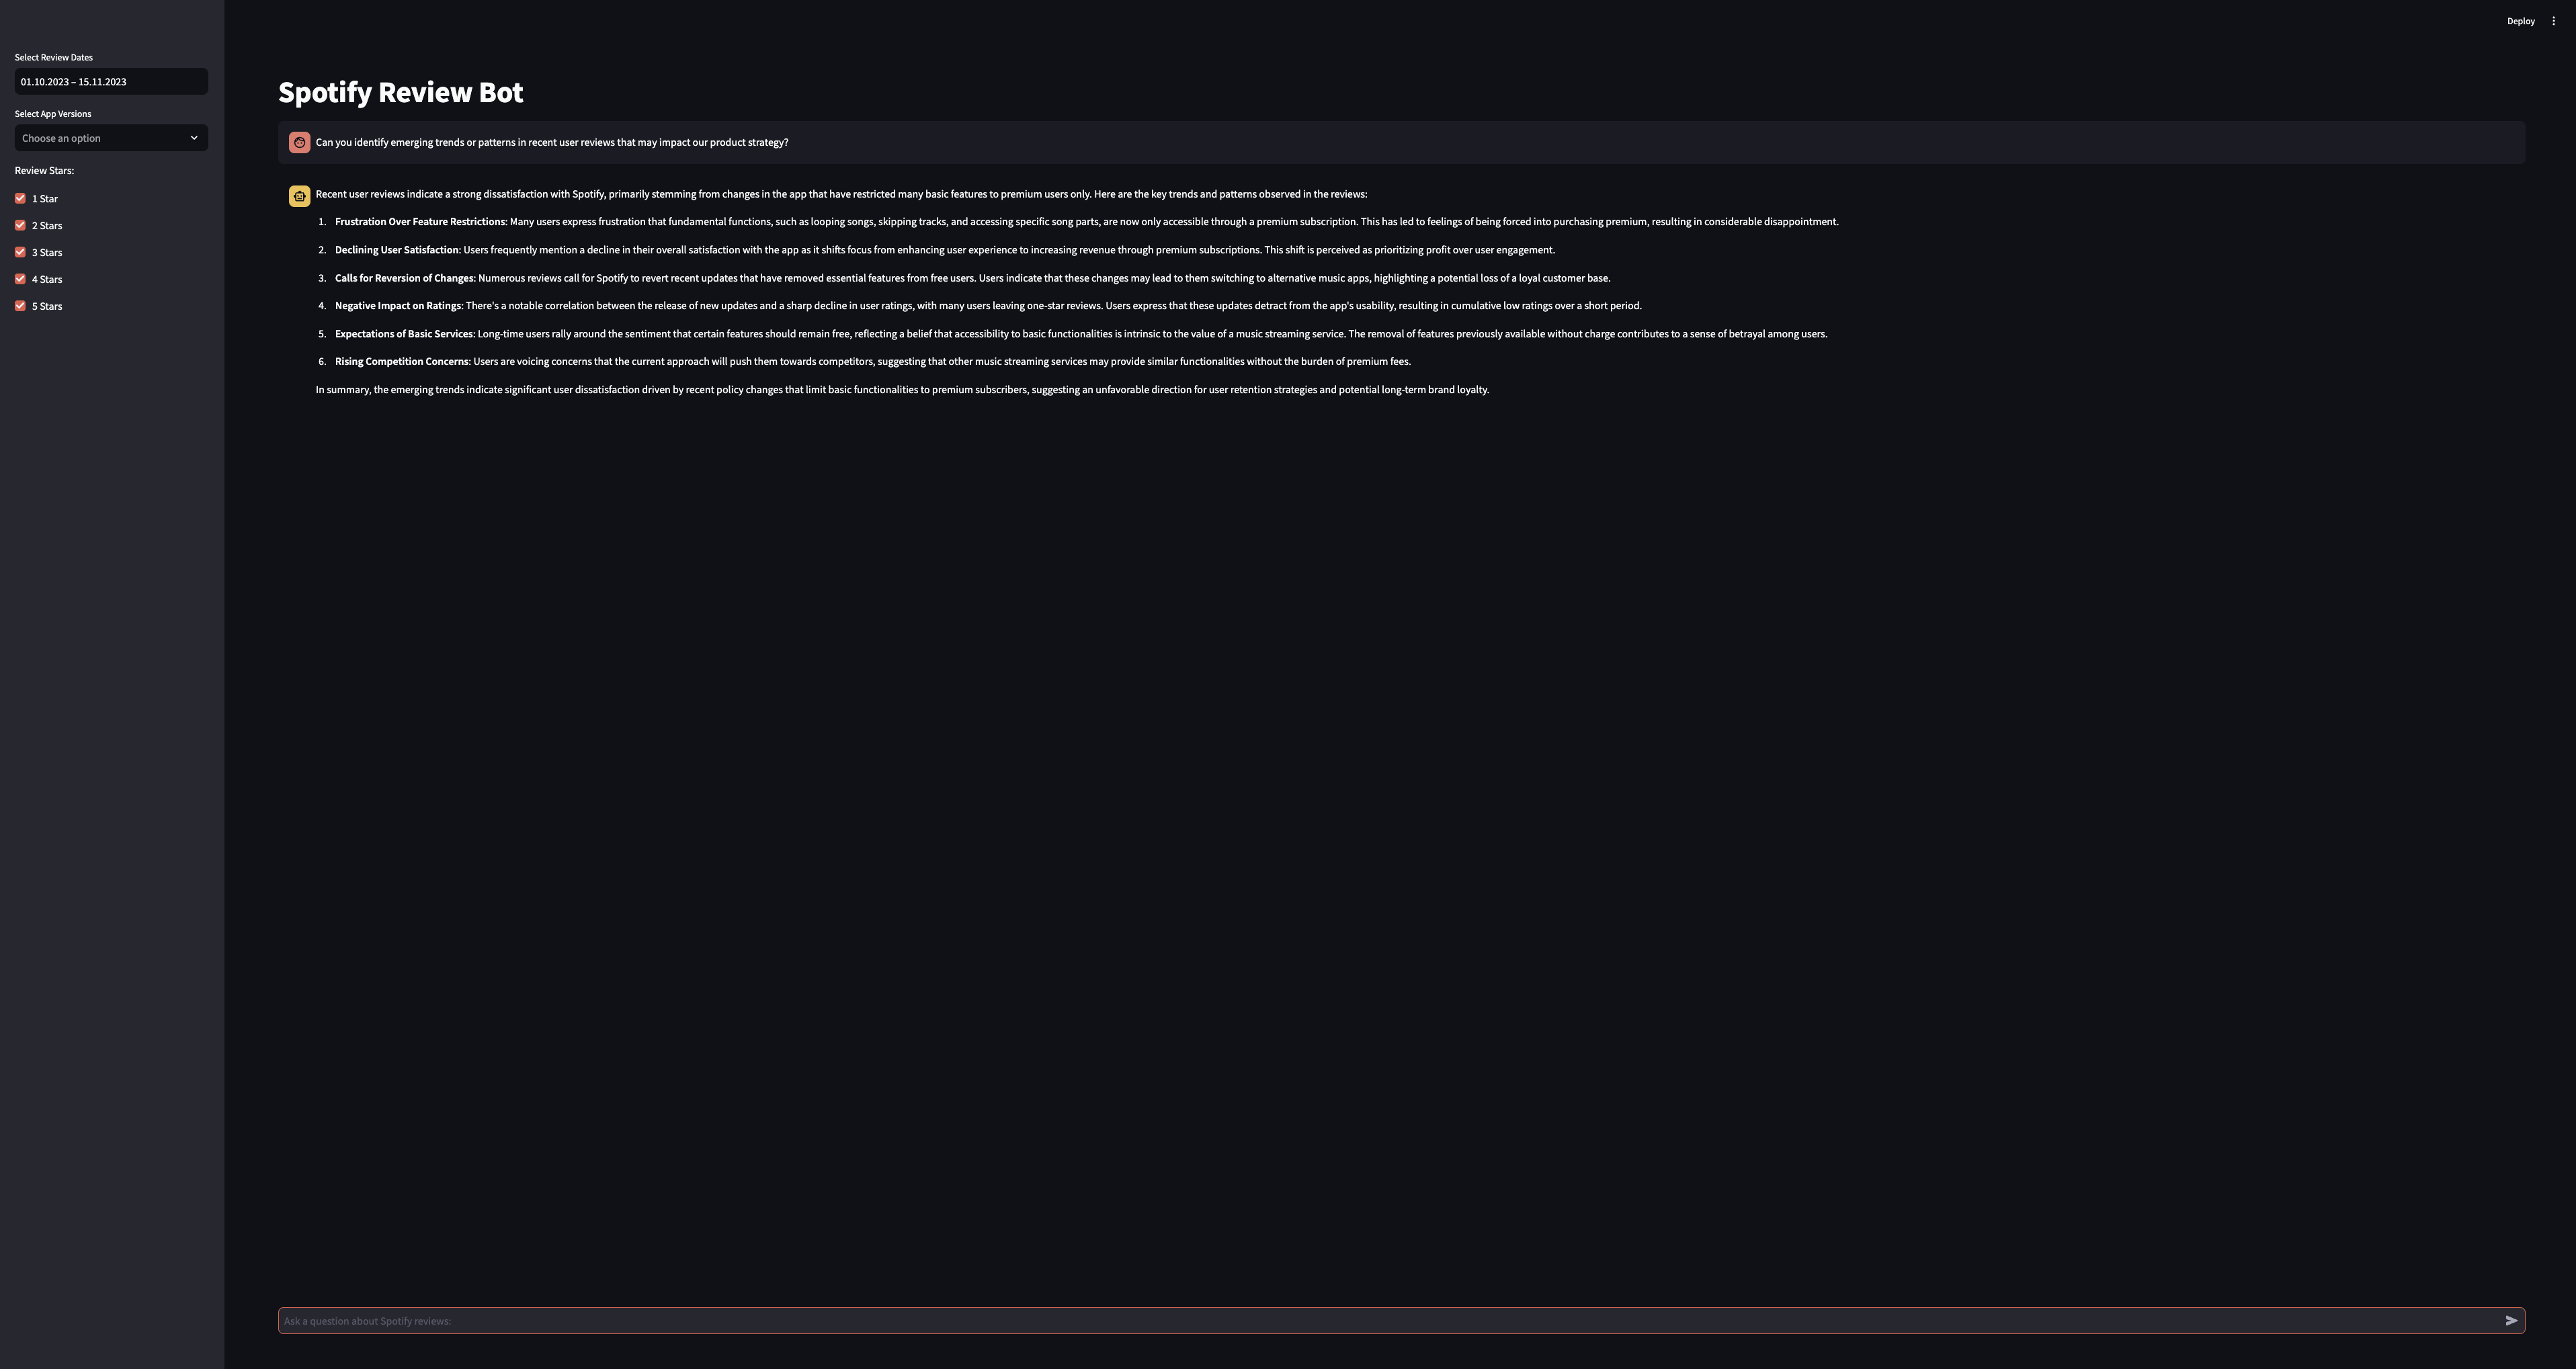 Deploy
Select Review Dates
01.10.2023 – 15.11.2023
Select App Versions
Choose an option
Review Stars:
1 Star
2 Stars
3 Stars
4 Stars
5 Stars
Spotify Review Bot
Can you identify emerging trends or patterns in recent user reviews that may impact our product strategy?
Recent user reviews indicate a strong dissatisfaction with Spotify, primarily stemming from changes in the app that have restricted many basic features to premium users only. Here are the key trends and patterns observed in the reviews:
1. Frustration Over Feature Restrictions: Many users express frustration that fundamental functions, such as looping songs, skipping tracks, and accessing specific song parts, are now only accessible through a premium subscription. This has led to feelings of being forced into purchasing premium, resulting in considerable disappointment.
2. Declining User Satisfaction: Users frequently mention a decline in their overall satisfaction with the app as it shifts focus from enhancing user experience to increasing revenue through premium subscriptions. This shift is perceived as prioritizing profit over user engagement.
3. Calls for Reversion of Changes: Numerous reviews call for Spotify to revert recent updates that have removed essential features from free users. Users indicate that these changes may lead to them switching to alternative music apps, highlighting a potential loss of a loyal customer base.
4. Negative Impact on Ratings: There's a notable correlation between the release of new updates and a sharp decline in user ratings, with many users leaving one-star reviews. Users express that these updates detract from the app's usability, resulting in cumulative low ratings over a short period.
5. Expectations of Basic Services: Long-time users rally around the sentiment that certain features should remain free, reflecting a belief that accessibility to basic functionalities is intrinsic to the value of a music streaming service. The removal of features previously available without charge contributes to a sense of betrayal among users.
6. Rising Competition Concerns: Users are voicing concerns that the current approach will push them towards competitors, suggesting that other music streaming services may provide similar functionalities without the burden of premium fees.
In summary, the emerging trends indicate significant user dissatisfaction driven by recent policy changes that limit basic functionalities to premium subscribers, suggesting an unfavorable direction for user retention strategies and potential long-term brand loyalty.
Ask a question about Spotify reviews: